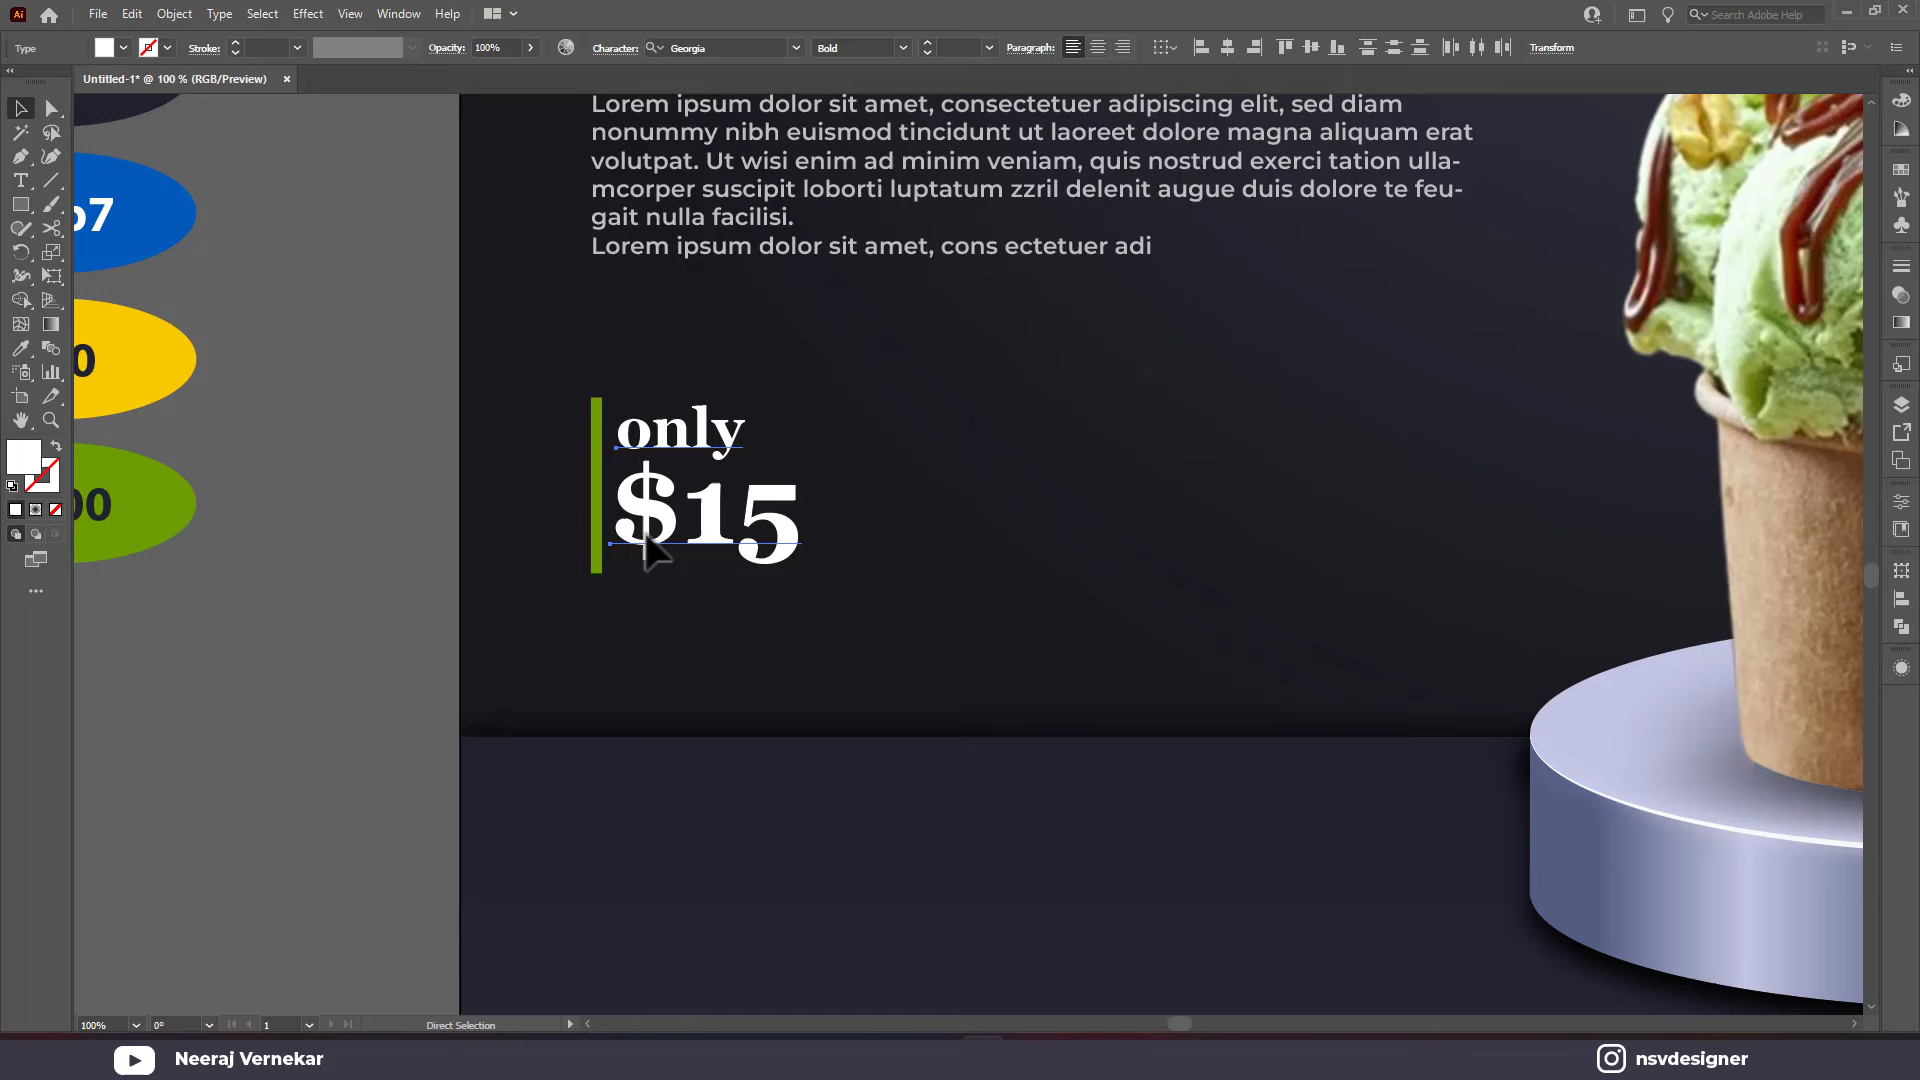 Ai
File Edit Object Type Select Effect View Window Help
Search Adobe Help
Type
Stroke:
Opacity: 100%
Character: Georgia
Bold
Paragraph:
Transform
Untitled-1* @ 100 % (RGB/Preview) ×
Lorem ipsum dolor sit amet, consectetuer adipiscing elit, sed diam
nonummy nibh euismod tincidunt ut laoreet dolore magna aliquam erat
volutpat. Ut wisi enim ad minim veniam, quis nostrud exerci tation ulla-
mcorper suscipit loborti luptatum zzril delenit augue duis dolore te feu-
gait nulla facilisi.
Lorem ipsum dolor sit amet, cons ectetuer adi
7
0
00
only
$15
100%
0°
1
Direct Selection
Neeraj Vernekar
nsvdesigner